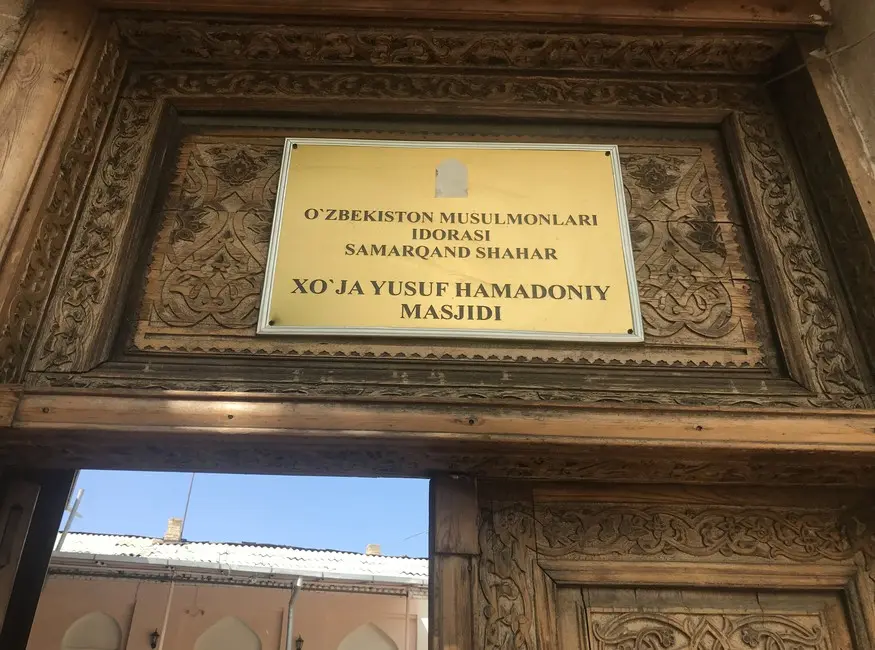 O`ZBEKISTON MUSULMONLARI
IDORASI
SAMARQAND SHAHAR
XO`JA YUSUF HAMADONIY
MASJIDI